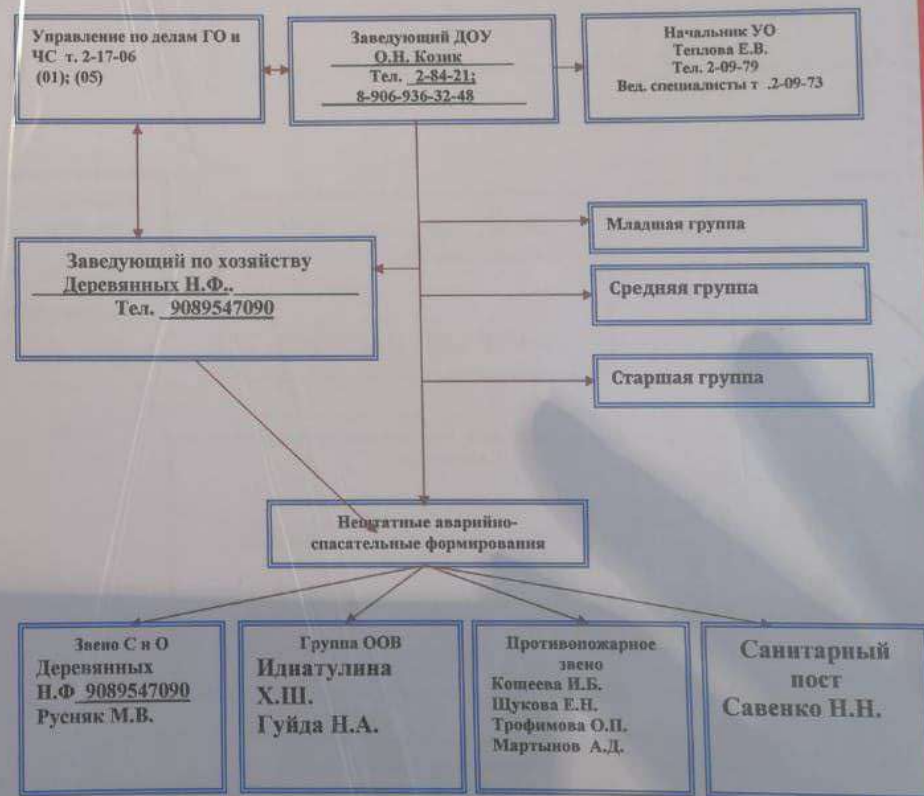 Управление по делам ГО и
ЧС т. 2-17-06
(01); (05)
Заведующий ДОУ
О.Н. Козик
Тел. 2-84-21;
8-906-936-32-48
Начальник УО
Теплова Е.В.
Тел. 2-09-79
Вед. специалисты т .2-09-73
Младшая группа
Заведующий по хозяйству
Деревянных Н.Ф..
Тел. 9089547090
Средняя группа
Старшая группа
Нештатные аварийно-
спасательные формирования
Звено С и О
Деревянных
Н.Ф 9089547090
Русняк М.В.
Группа ООВ
Идиатулина
Х.Ш.
Гуйда Н.А.
Противопожарное
звено
Кощеева И.Б.
Щукова Е.Н.
Трофимова О.П.
Мартынов А.Д.
Санитарный
пост
Савенко Н.Н.